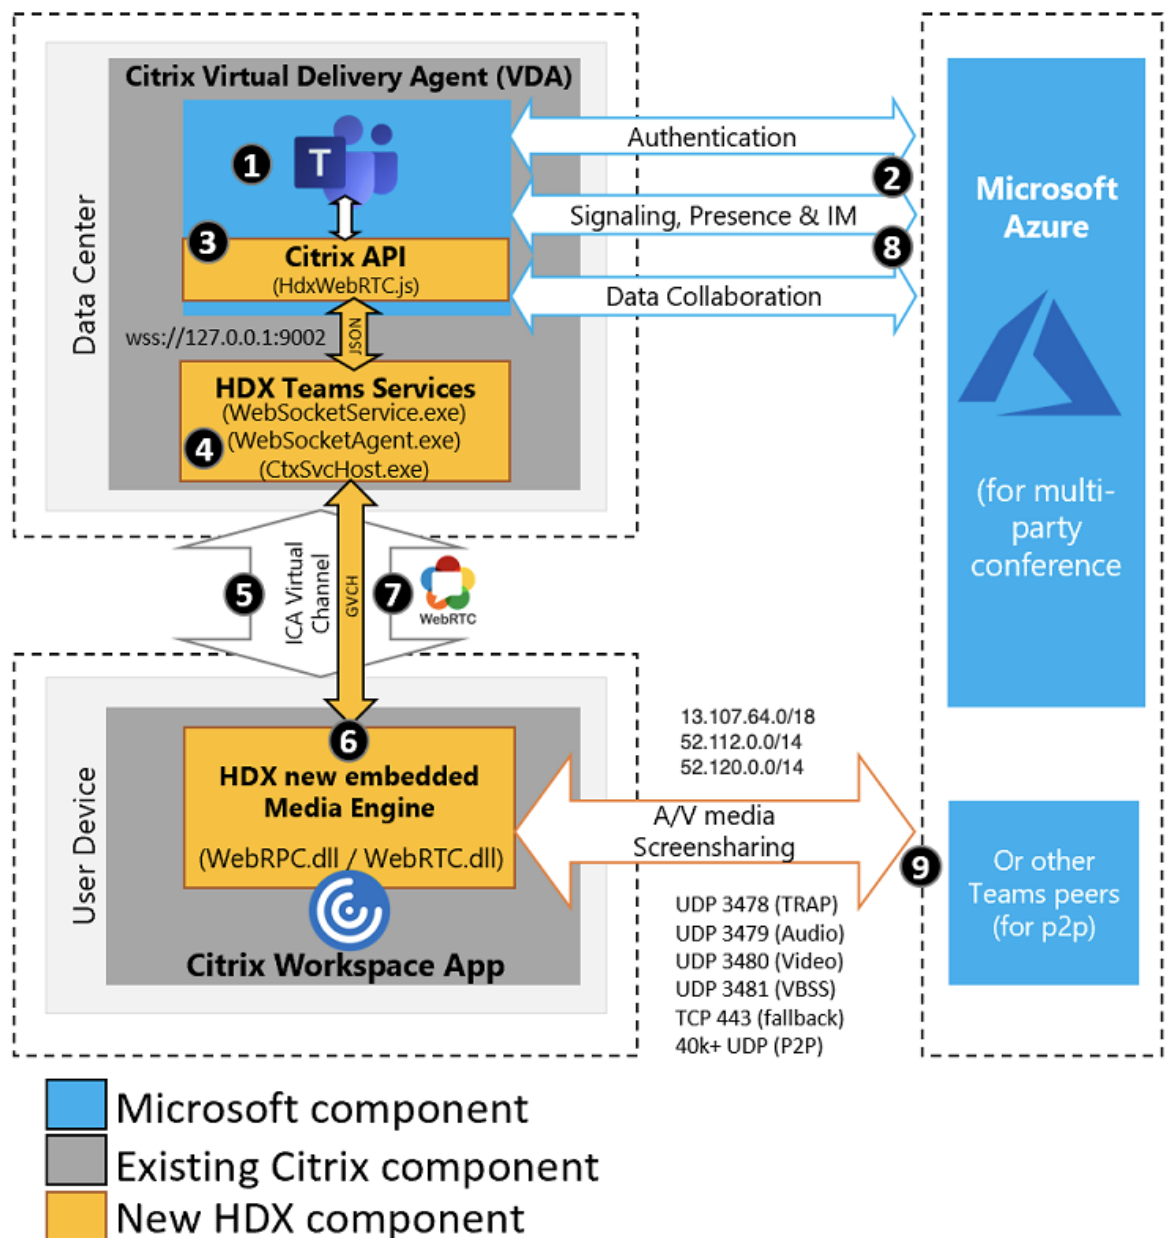 Citrix Virtual Delivery Agent (VDA)
Data Center
1
T
3
Citrix API
(HdxWebRTC.js)
wss://127.0.0.1:9002
JSON
HDX Teams Services
(WebSocketService.exe)
4
(WebSocketAgent.exe)
(CtxSvcHost.exe)
Authentication
2
Signaling, Presence & IM
8
Data Collaboration
Microsoft
Azure
(for multi-
party
conference
5
ICA Virtual
Channel
GVCH
7
WebRTC
User Device
6
HDX new embedded
Media Engine
(WebRPC.dll / WebRTC.dll)
Citrix Workspace App
13.107.64.0/18
52.112.0.0/14
52.120.0.0/14
A/V media
Screensharing
9
UDP 3478 (TRAP)
UDP 3479 (Audio)
UDP 3480 (Video)
UDP 3481 (VBSS)
TCP 443 (fallback)
40k+ UDP (P2P)
Or other
Teams peers
(for p2p)
Microsoft component
Existing Citrix component
New HDX component